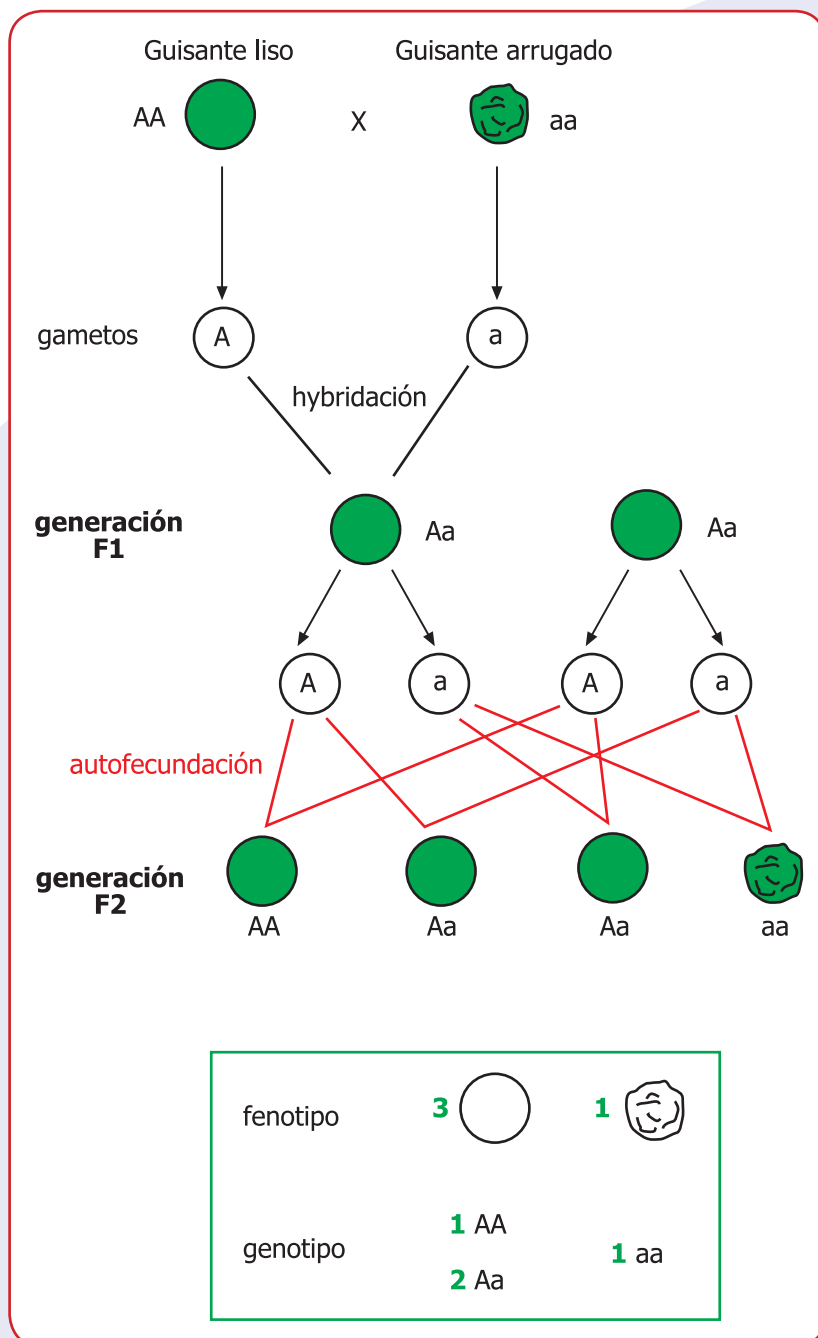 Guisante liso Guisante arrugado
AA X aa
A a
gametos
hybridación
generación
F1
Aa Aa
A a A a
autofecundación
generación
F2
AA Aa Aa aa
fenotipo 3 1
1 AA
genotipo 1 aa
2 Aa